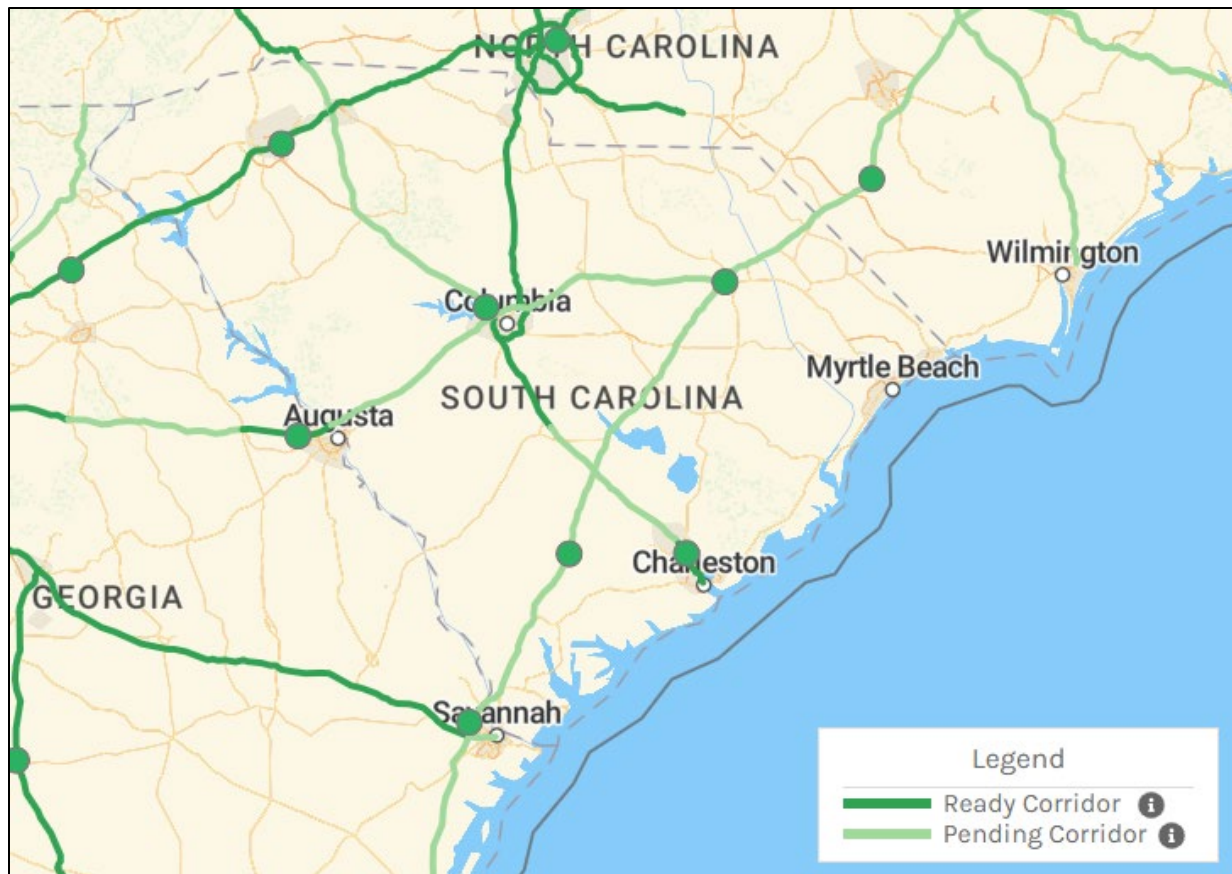 NORTH CAROLINA
Wilmington
Columbia
Myrtle Beach
SOUTH CAROLINA
Augusta
Charleston
GEORGIA
Savannah
Legend
Ready Corridor i
Pending Corridor i